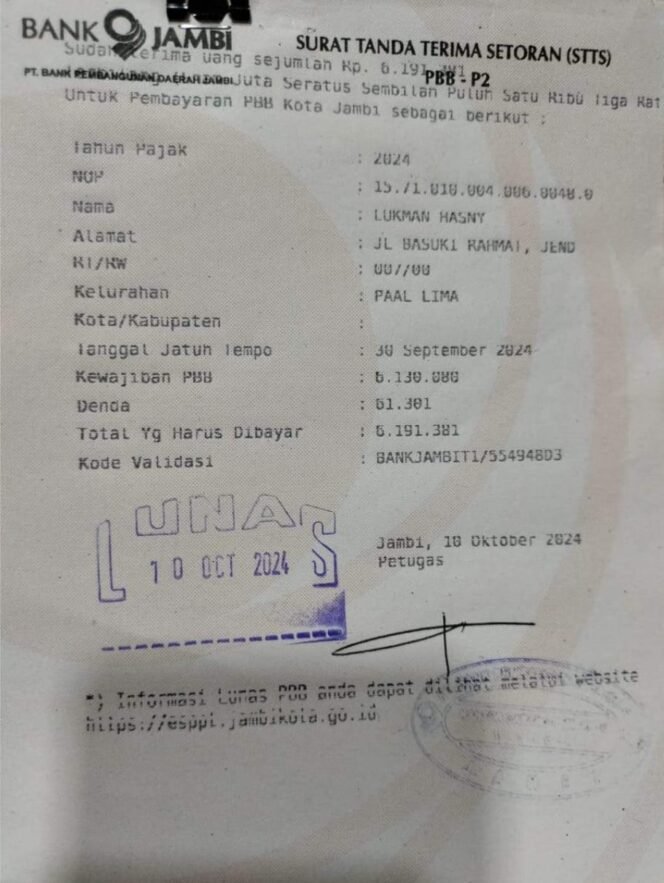 BANK JAMBI
PT. BANK PEMBANGUNAN DAERAH JAMBI
SURAT TANDA TERIMA SETORAN (STTS)
PBB - P2
Sudah terima uang sejumlah Rp. 6.191.381
Juta Seratus Sembilan Puluh Satu Ribu Tiga Rat
Untuk Pembayaran PBB Kota Jambi sebagai berikut :
Tahun Pajak : 2024
NOP : 15.71.010.004.006.0048.0
Nama : LUKMAN HASNY
Alamat : JL BASUKI RAHMAT, JEND
RT/RW : 007/00
Kelurahan : PAAL LIMA
Kota/Kabupaten :
Tanggal Jatuh Tempo : 30 September 2024
Kewajiban PBB : 6.130.080
Denda : 61.301
Total Yg Harus Dibayar : 6.191.381
Kode Validasi : BANKJAMBIT1/554948D3
LUNAS
10 OCT 2024
Jambi, 10 Oktober 2024
Petugas
*) Informasi Lunas PBB anda dapat dilihat melalui website
https://esppt.jambikota.go.id